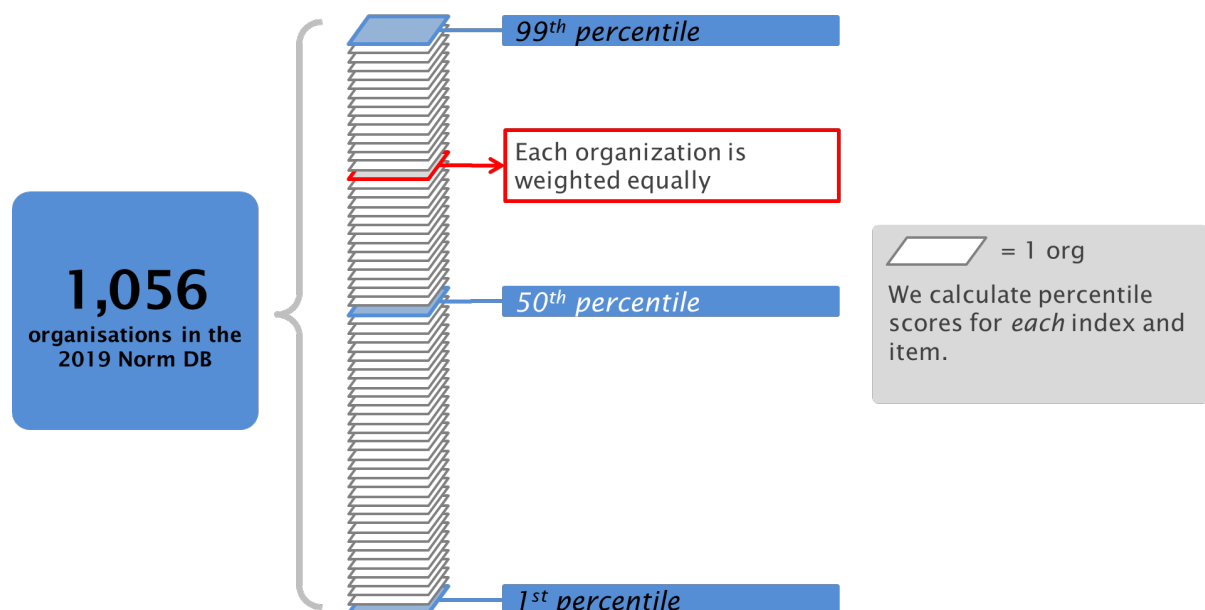 99th percentile
Each organization is
weighted equally
1,056
organisations in the
2019 Norm DB
50th percentile
= 1 org
We calculate percentile
scores for each index and
item.
1st percentile